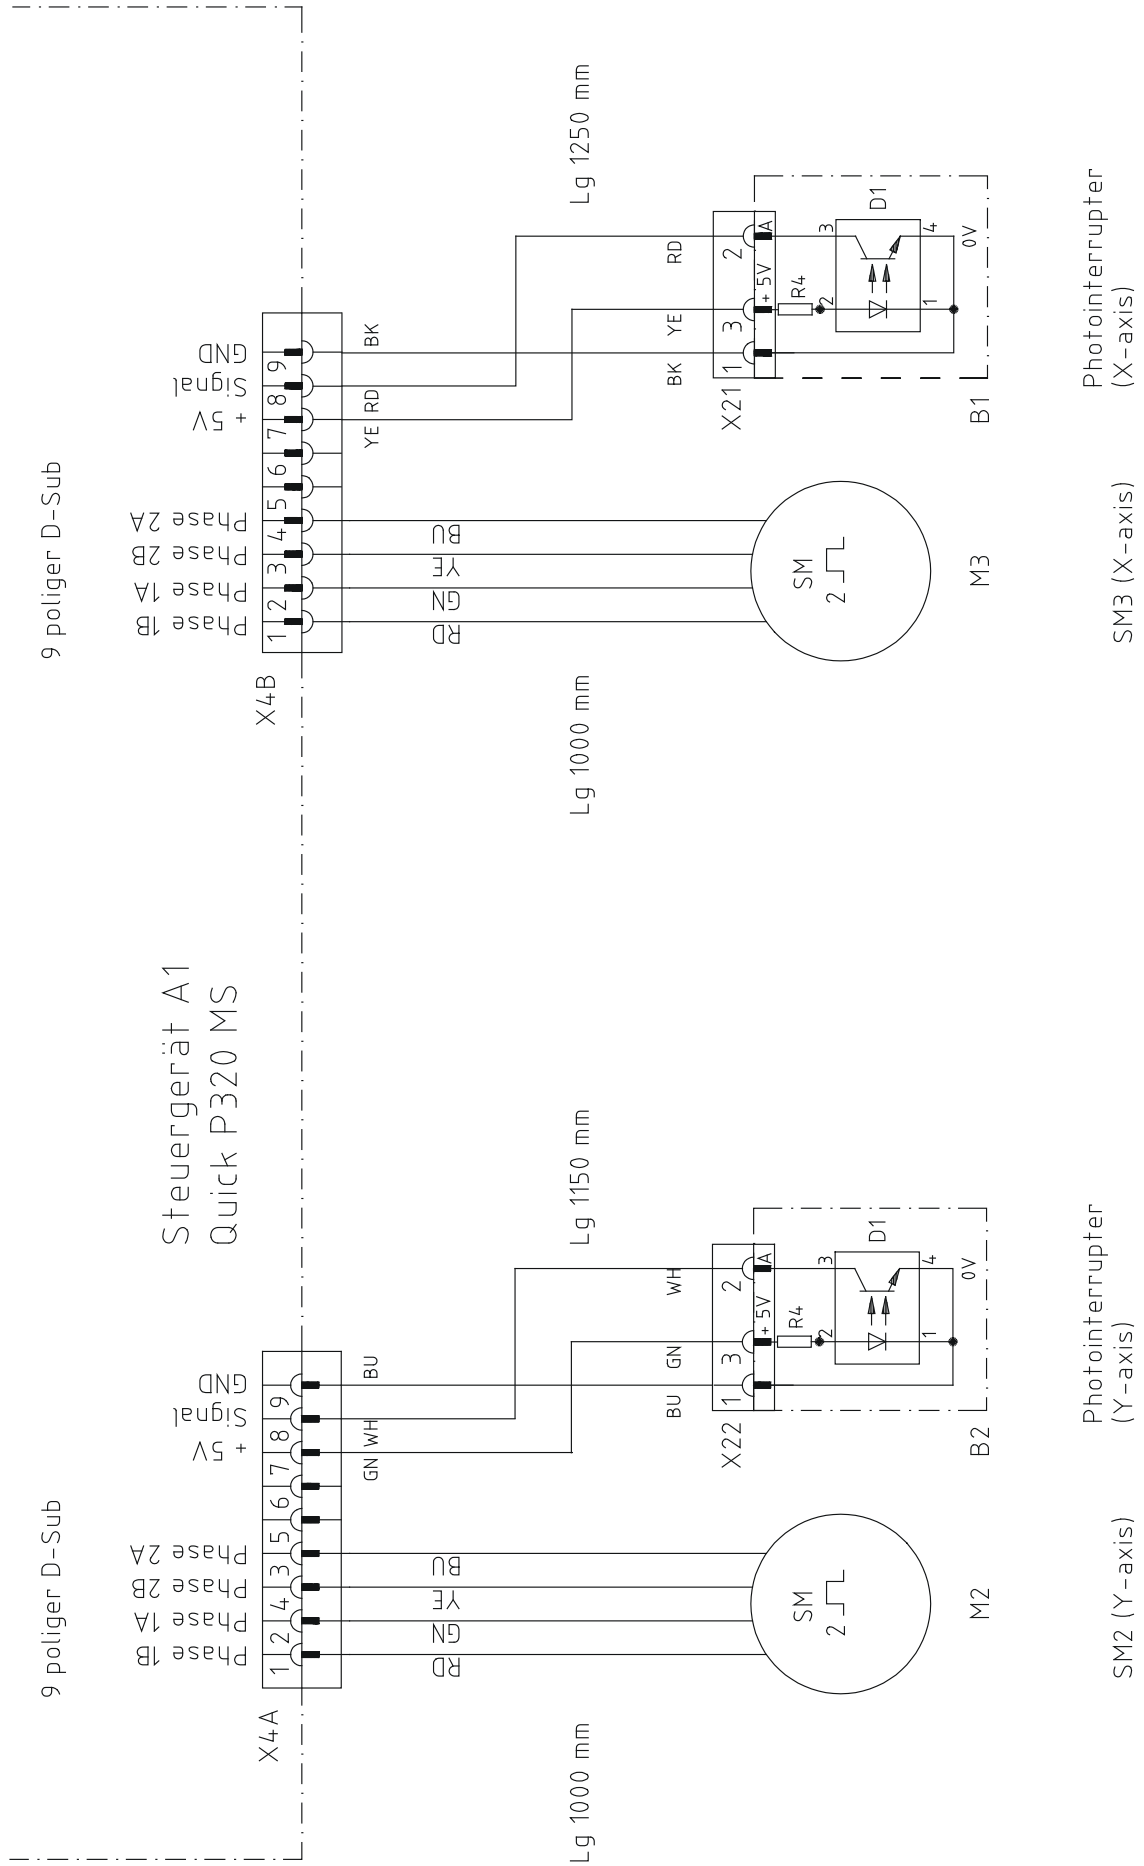 9 poliger D-Sub
9 poliger D-Sub
Steuergerät A1
Quick P320 MS
X4A
Phase 1B
Phase 1A
Phase 2B
Phase 2A
+ 5V
Signal
GND
1
2
4
3
5
6
7
8
9
X4B
Phase 1B
Phase 1A
Phase 2B
Phase 2A
+ 5V
Signal
GND
1
2
3
4
5
6
7
8
9
GN
WH
BU
YE
RD
BK
RD
GN
YE
BU
RD
GN
YE
BU
Lg 1000 mm
Lg 1150 mm
Lg 1000 mm
Lg 1250 mm
BU
GN
WH
BK
YE
RD
X22
1
3
2
+ 5V
A
X21
1
3
2
+ 5V
A
SM
2
R4
2
3
D1
1
4
0V
SM
2
R4
2
3
D1
1
4
0V
M2
B2
M3
B1
SM2 (Y-axis)
Photointerrupter
(Y-axis)
SM3 (X-axis)
Photointerrupter
(X-axis)